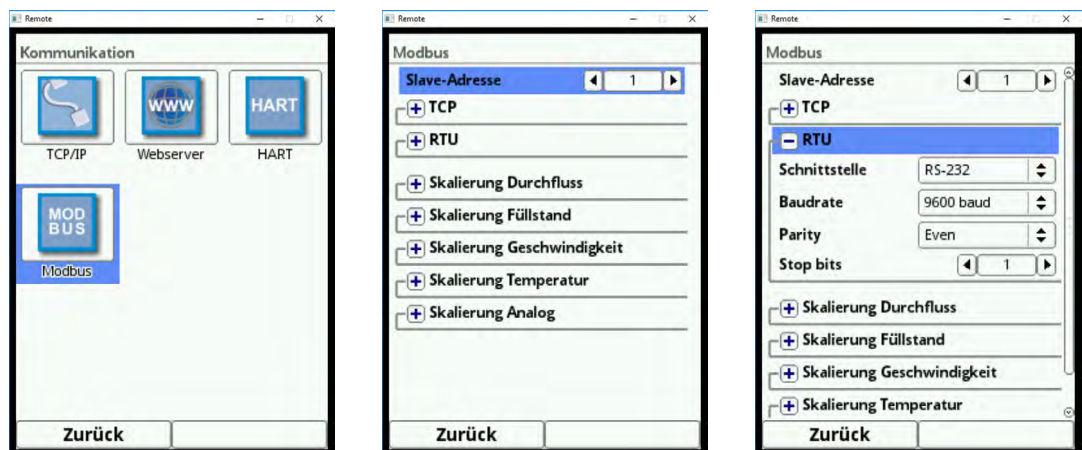 Remote
Kommunikation
WWW
HART
TCP/IP Webserver HART
MOD
BUS
Modbus
Zurück
Remote
Modbus
Slave-Adresse 1
TCP
RTU
Skalierung Durchfluss
Skalierung Füllstand
Skalierung Geschwindigkeit
Skalierung Temperatur
Skalierung Analog
Zurück
Remote
Modbus
Slave-Adresse 1
TCP
RTU
Schnittstelle RS-232
Baudrate 9600 baud
Parity Even
Stop bits 1
Skalierung Durchfluss
Skalierung Füllstand
Skalierung Geschwindigkeit
Skalierung Temperatur
Zurück